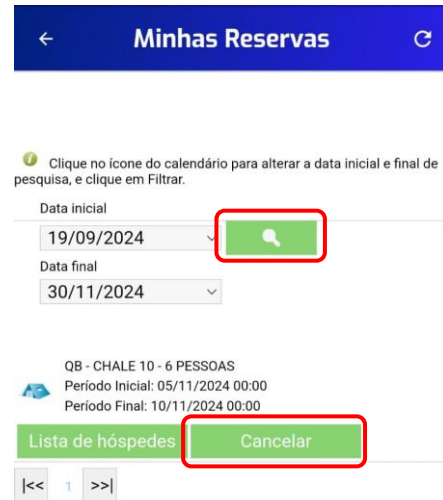 Minhas Reservas
Clique no ícone do calendário para alterar a data inicial e final de
pesquisa, e clique em Filtrar.
Data inicial
19/09/2024
Data final
30/11/2024
QB - CHALE 10 - 6 PESSOAS
Período Inicial: 05/11/2024 00:00
Período Final: 10/11/2024 00:00
Lista de hóspedes Cancelar
|<< 1 >>|